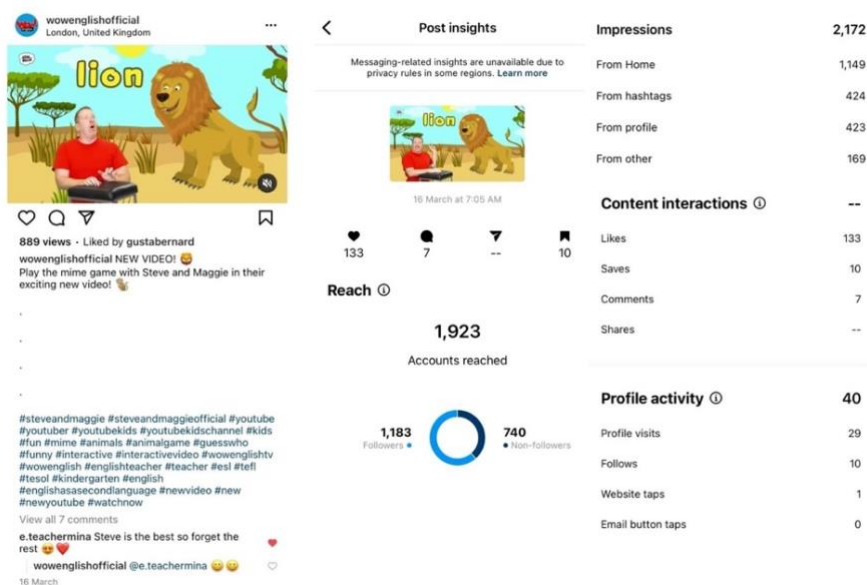 wowenglishofficial
London, United Kingdom
lion
889 views · Liked by gustabernard
wowenglishofficial NEW VIDEO! 🦁
Play the mime game with Steve and Maggie in their
exciting new video! 👏
.
.
.
.
#steveandmaggie #steveandmaggieofficial #youtube
#youtuber #youtubekids #youtubekidschannel #kids
#fun #mime #animals #animalgame #guesswho
#funny #interactive #interactivevideo #wowenglishtv
#wowenglish #englishteacher #teacher #esl #tefl
#tesol #kindergarten #english
#englishasasecondlanguage #newvideo #new
#newyoutube #watchnow
View all 7 comments
e.teachermina Steve is the best so forget the
rest 😍❤️
wowenglishofficial @e.teachermina 😄😄
16 March
Post insights
Messaging-related insights are unavailable due to
privacy rules in some regions. Learn more
lion
16 March at 7:05 AM
133 7 -- 10
Reach
1,923
Accounts reached
1,183
Followers
740
Non-followers
Impressions 2,172
From Home 1,149
From hashtags 424
From profile 423
From other 169
Content interactions --
Likes 133
Saves 10
Comments 7
Shares --
Profile activity 40
Profile visits 29
Follows 10
Website taps 1
Email button taps 0